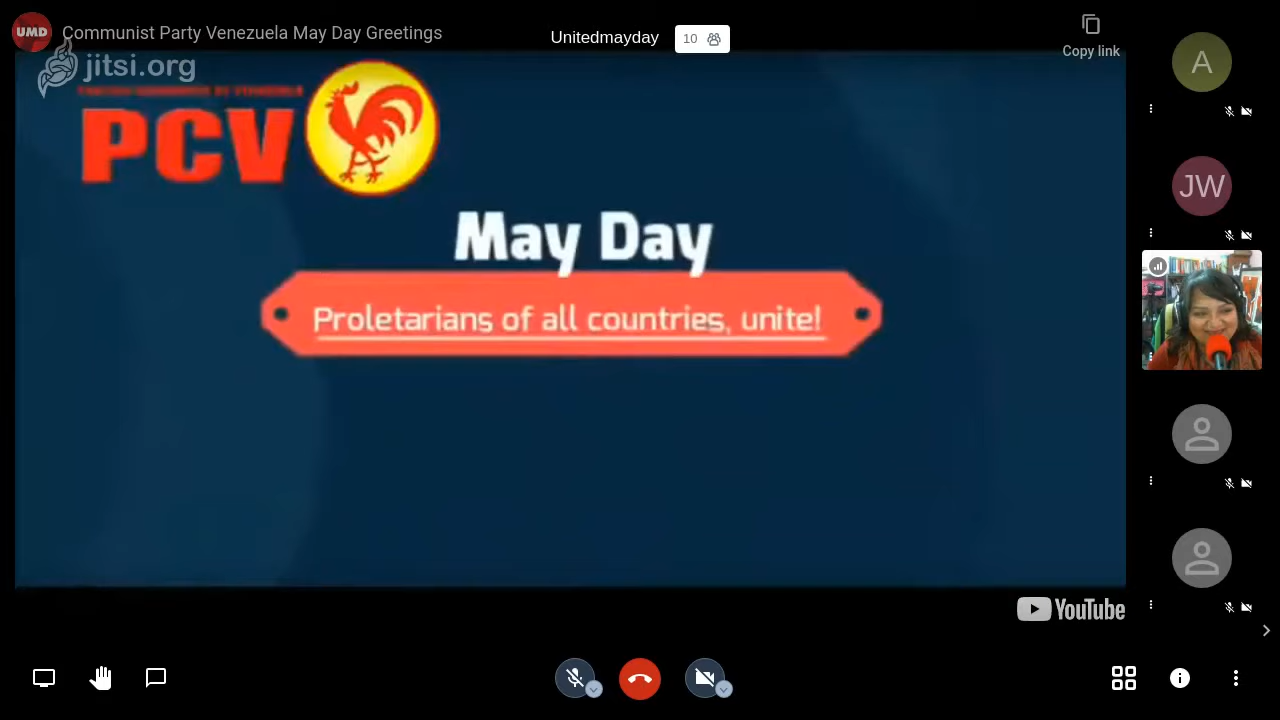 UMD
Communist Party Venezuela May Day Greetings
Unitedmayday
10
Copy link
jitsi.org
PCV
May Day
Proletarians of all countries, unite!
A
JW
YouTube